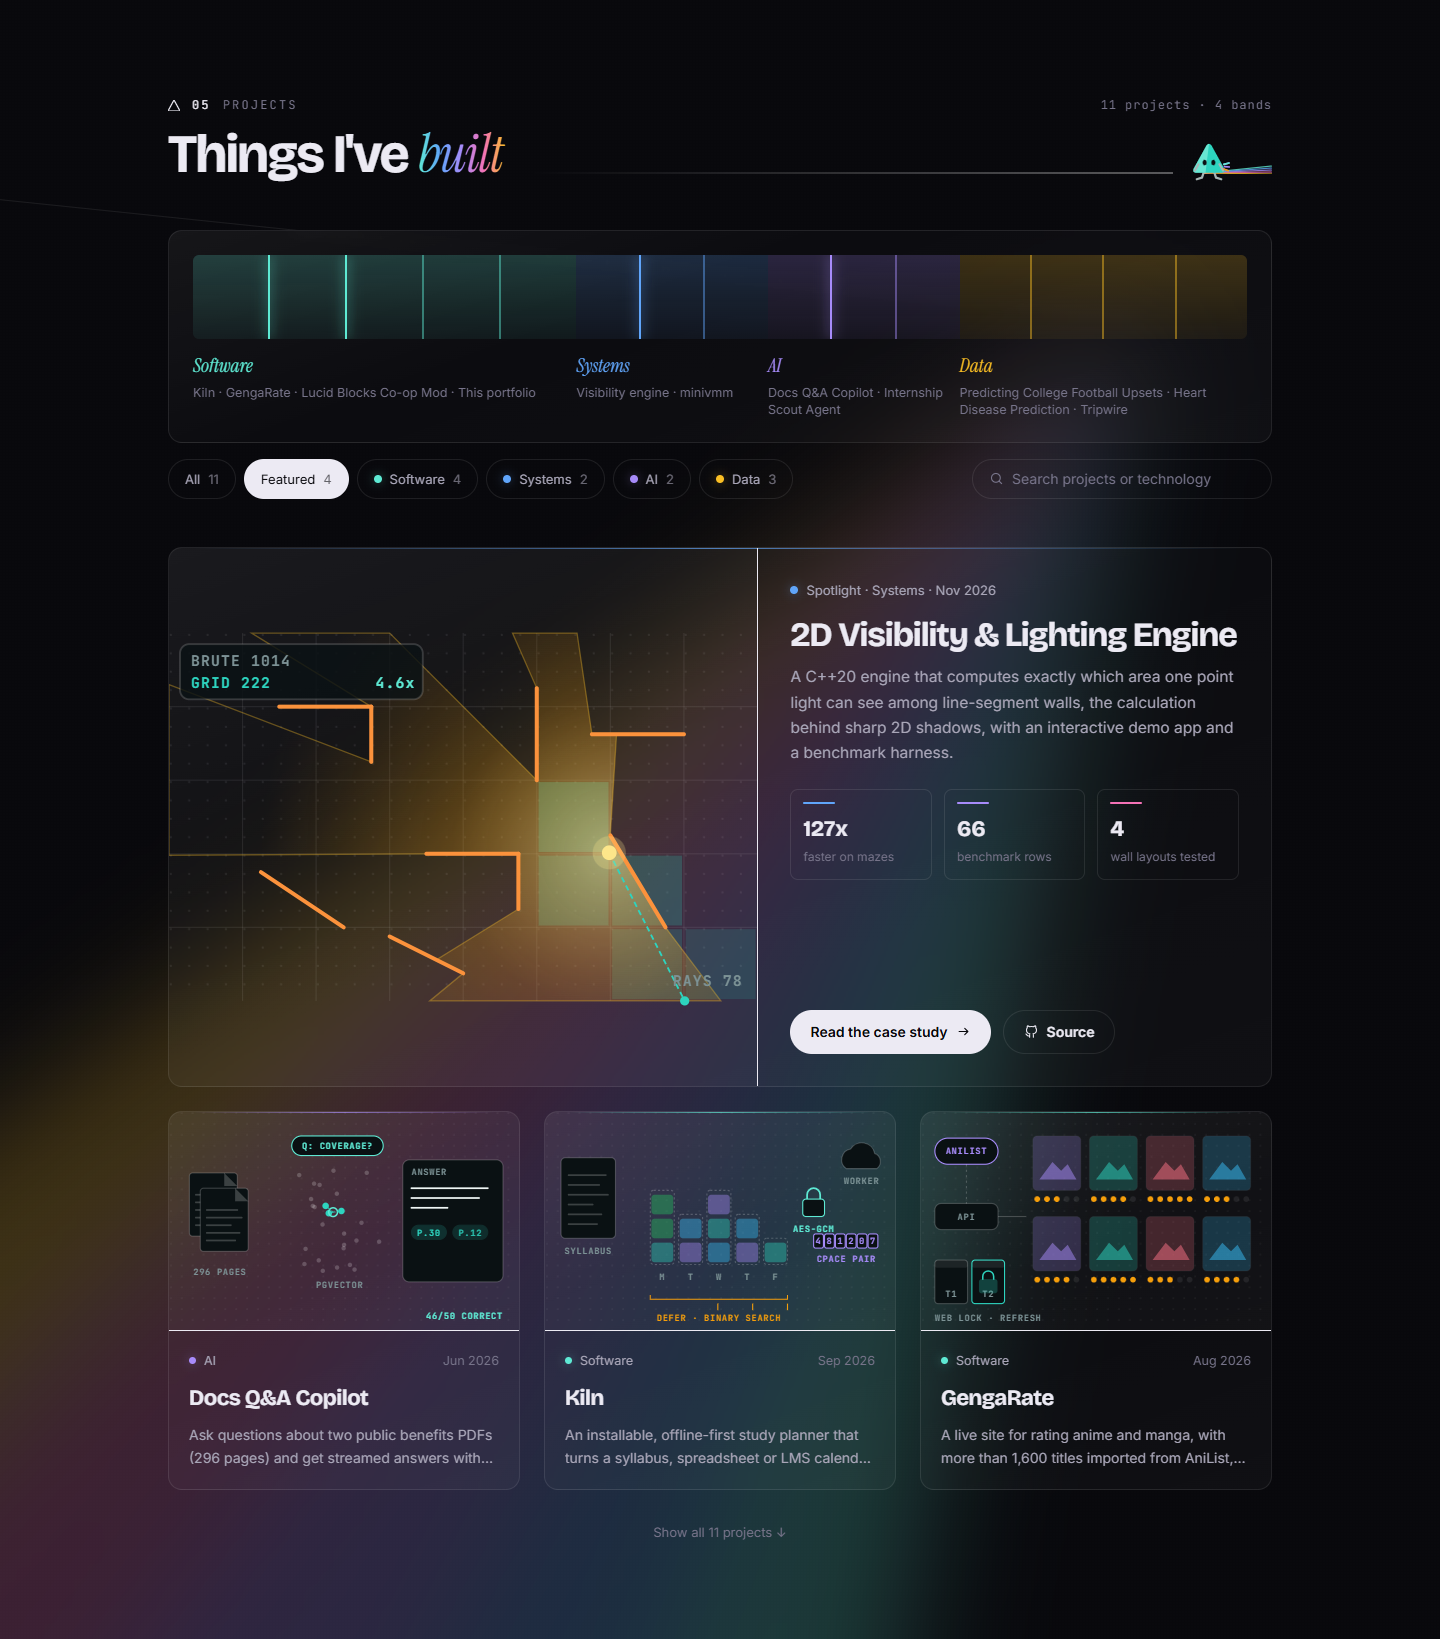 05 PROJECTS
11 projects · 4 bands
Things I've built
Software
Kiln · GengaRate · Lucid Blocks Co-op Mod · This portfolio
Systems
Visibility engine · minivmm
AI
Docs Q&A Copilot · Internship
Scout Agent
Data
Predicting College Football Upsets · Heart
Disease Prediction · Tripwire
All 11
Featured 4
Software 4
Systems 2
AI 2
Data 3
Search projects or technology
BRUTE 1014
GRID 222 4.6x
RAYS 78
Spotlight · Systems · Nov 2026
2D Visibility & Lighting Engine
A C++20 engine that computes exactly which area one point
light can see among line-segment walls, the calculation
behind sharp 2D shadows, with an interactive demo app and
a benchmark harness.
127x
faster on mazes
66
benchmark rows
4
wall layouts tested
Read the case study →
Source
Q: COVERAGE?
296 PAGES
PGVECTOR
ANSWER
P.30 P.12
46/50 CORRECT
AI
Jun 2026
Docs Q&A Copilot
Ask questions about two public benefits PDFs
(296 pages) and get streamed answers with...
SYLLABUS
M T W T F
DEFER · BINARY SEARCH
WORKER
AES-GCM
481207
CPACE PAIR
Software
Sep 2026
Kiln
An installable, offline-first study planner that
turns a syllabus, spreadsheet or LMS calend...
ANILIST
API
T1 T2
WEB LOCK · REFRESH
Software
Aug 2026
GengaRate
A live site for rating anime and manga, with
more than 1,600 titles imported from AniList,...
Show all 11 projects ↓